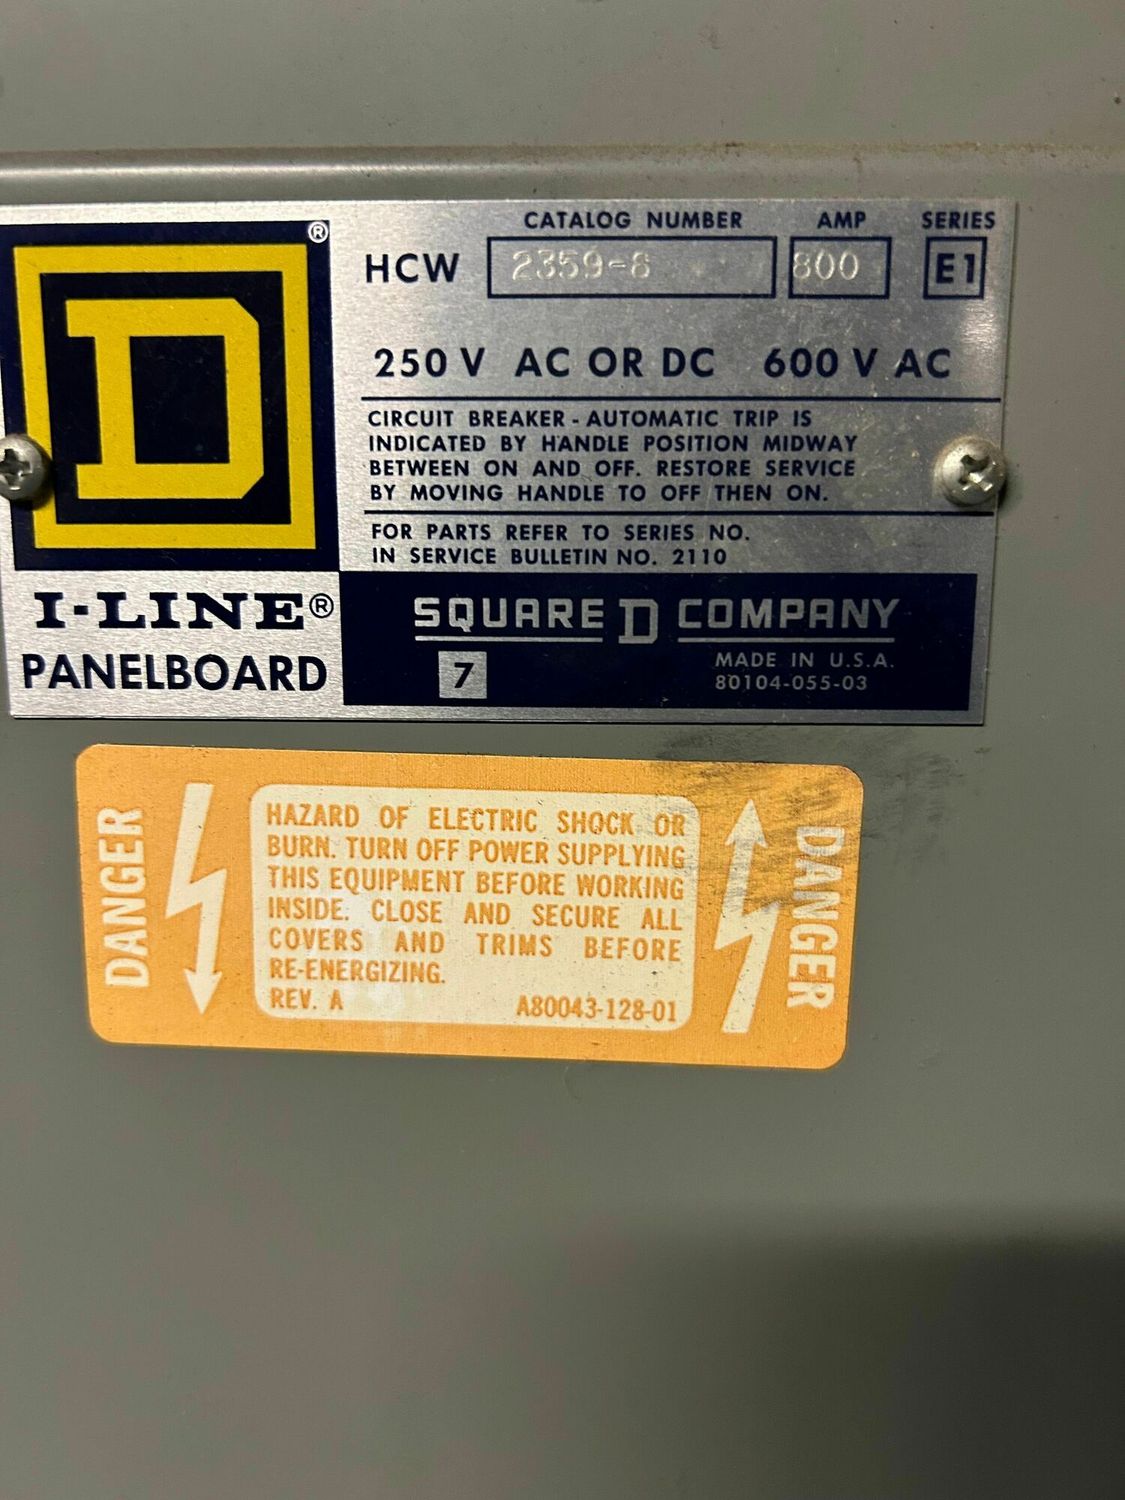 CATALOG NUMBER AMP SERIES
HCW 2359-8 800 E1
250 V AC OR DC 600 V AC
CIRCUIT BREAKER - AUTOMATIC TRIP IS
INDICATED BY HANDLE POSITION MIDWAY
BETWEEN ON AND OFF. RESTORE SERVICE
BY MOVING HANDLE TO OFF THEN ON.
FOR PARTS REFER TO SERIES NO.
IN SERVICE BULLETIN NO. 2110
D ®
I-LINE®
PANELBOARD
SQUARE D COMPANY
7
MADE IN U.S.A.
80104-055-03
DANGER
HAZARD OF ELECTRIC SHOCK OR
BURN. TURN OFF POWER SUPPLYING
THIS EQUIPMENT BEFORE WORKING
INSIDE. CLOSE AND SECURE ALL
COVERS AND TRIMS BEFORE
RE-ENERGIZING.
REV. A A80043-128-01
DANGER